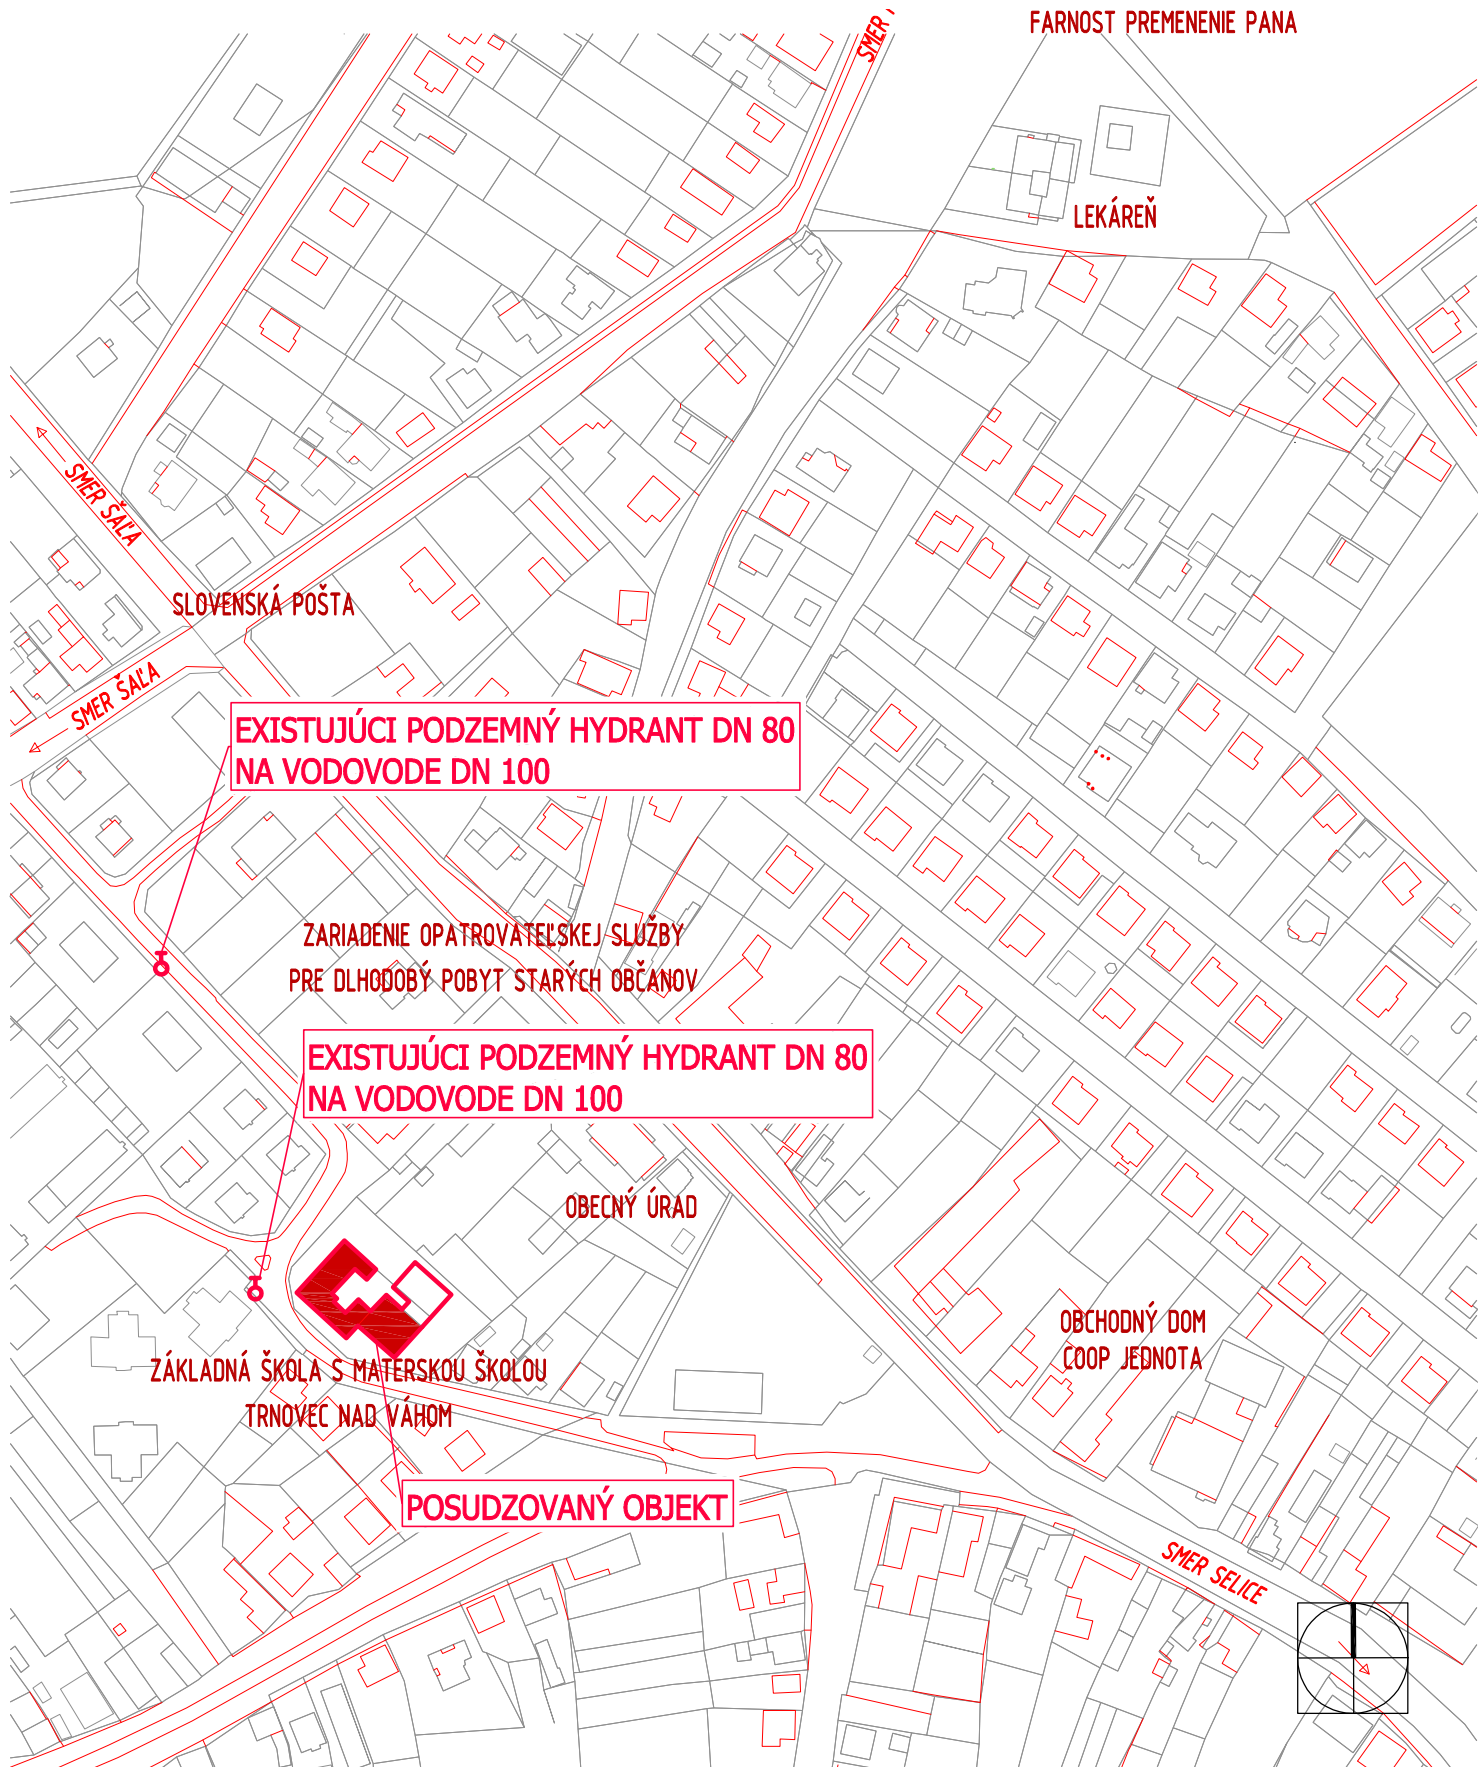 FARNOST PREMENENIE PANA
SMER
LEKÁREŇ
SMER ŠAĽA
SLOVENSKÁ POŠTA
SMER ŠAĽA
EXISTUJÚCI PODZEMNÝ HYDRANT DN 80
NA VODOVODE DN 100
ZARIADENIE OPATROVATEĽSKEJ SLUŽBY
PRE DLHODOBÝ POBYT STARÝCH OBČANOV
EXISTUJÚCI PODZEMNÝ HYDRANT DN 80
NA VODOVODE DN 100
OBECNÝ ÚRAD
OBCHODNÝ DOM
COOP JEDNOTA
ZÁKLADNÁ ŠKOLA S MATERSKOU ŠKOLOU
TRNOVEC NAD VÁHOM
POSUDZOVANÝ OBJEKT
SMER SELICE